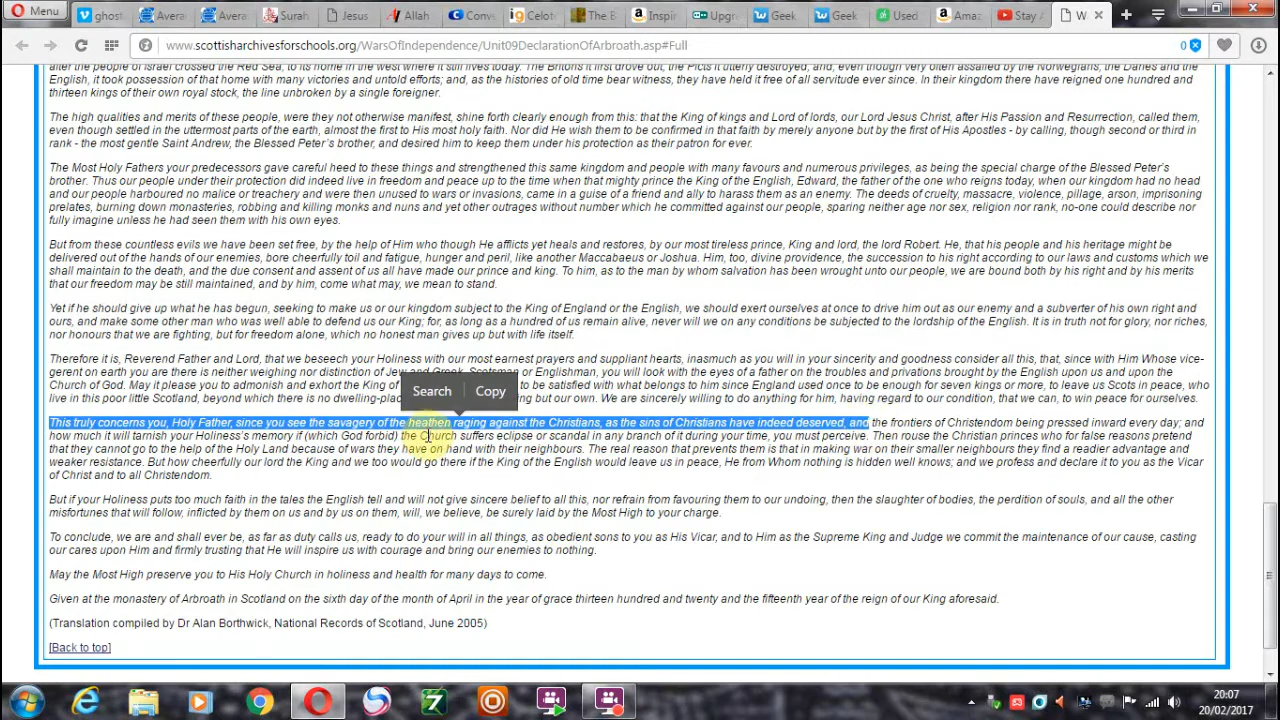 Menu
ghost
Avera
Avera
Surah
Jesus
Allah
Conv
Celot
The B
Inspir
Upgr
Geek
Geek
Used
Ama
Stay
W
www.scottisharchivesforschools.org/WarsOfIndependence/Unit09DeclarationOfArbroath.asp#Full
0
after the people of Israel crossed the Red Sea, to its home in the west where it still lives today. The Britons it first drove out, the Picts it utterly destroyed, and, even though very often assailed by the Norwegians, the Danes and the
English, it took possession of that home with many victories and untold efforts; and, as the histories of old time bear witness, they have held it free of all servitude ever since. In their kingdom there have reigned one hundred and
thirteen kings of their own royal stock, the line unbroken by a single foreigner.
The high qualities and merits of these people, were they not otherwise manifest, shine forth clearly enough from this: that the King of kings and Lord of lords, our Lord Jesus Christ, after His Passion and Resurrection, called them,
even though settled in the uttermost parts of the earth, almost the first to His most holy faith. Nor did He wish them to be confirmed in that faith by merely anyone but by the first of His Apostles - by calling, though second or third in
rank - the most gentle Saint Andrew, the Blessed Peter's brother, and desired him to keep them under his protection as their patron for ever.
The Most Holy Fathers your predecessors gave careful heed to these things and strengthened this same kingdom and people with many favours and numerous privileges, as being the special charge of the Blessed Peter's
brother. Thus our people under their protection did indeed live in freedom and peace up to the time when that mighty prince the King of the English, Edward, the father of the one who reigns today, when our kingdom had no head
and our people harboured no malice or treachery and were then unused to wars or invasions, came in a guise of a friend and ally to harass them as an enemy. The deeds of cruelty, massacre, violence, pillage, arson, imprisoning
prelates, burning down monasteries, robbing and killing monks and nuns and yet other outrages without number which he committed against our people, sparing neither age nor sex, religion nor rank, no-one could describe nor
fully imagine unless he had seen them with his own eyes.
But from these countless evils we have been set free, by the help of Him who though He afflicts yet heals and restores, by our most tireless prince, King and lord, the lord Robert. He, that his people and his heritage might be
delivered out of the hands of our enemies, bore cheerfully toil and fatigue, hunger and peril, like another Maccabaeus or Joshua. Him, too, divine providence, the succession to his right according to our laws and customs which we
shall maintain to the death, and the due consent and assent of us all have made our prince and king. To him, as to the man by whom salvation has been wrought unto our people, we are bound both by his right and by his merits
that our freedom may be still maintained, and by him, come what may, we mean to stand.
Yet if he should give up what he has begun, seeking to make us or our kingdom subject to the King of England or the English, we should exert ourselves at once to drive him out as our enemy and a subverter of his own right and
ours, and make some other man who was well able to defend us our King; for, as long as a hundred of us remain alive, never will we on any conditions be subjected to the lordship of the English. It is in truth not for glory, nor riches,
nor honours that we are fighting, but for freedom alone, which no honest man gives up but with life itself.
Therefore it is, Reverend Father and Lord, that we beseech your Holiness with our most earnest prayers and suppliant hearts, inasmuch as you will in your sincerity and goodness consider all this, that, since with Him Whose vice-
gerent on earth you are there is neither weighing nor distinction of Jew and Greek, Scotsman or Englishman, you will look with the eyes of a father on the troubles and privations brought by the English upon us and upon the
Church of God. May it please you to admonish and exhort the King of to be satisfied with what belongs to him since England used once to be enough for seven kings or more, to leave us Scots in peace, who
live in this poor little Scotland, beyond which there is no dwelling-plac ing but our own. We are sincerely willing to do anything for him, having regard to our condition, that we can, to win peace for ourselves.
Search Copy
This truly concerns you, Holy Father, since you see the savagery of the heathen raging against the Christians, as the sins of Christians have indeed deserved, and the frontiers of Christendom being pressed inward every day; and
how much it will tarnish your Holiness's memory if (which God forbid) the Church suffers eclipse or scandal in any branch of it during your time, you must perceive. Then rouse the Christian princes who for false reasons pretend
that they cannot go to the help of the Holy Land because of wars they have on hand with their neighbours. The real reason that prevents them is that in making war on their smaller neighbours they find a readier advantage and
weaker resistance. But how cheerfully our lord the King and we too would go there if the King of the English would leave us in peace, He from Whom nothing is hidden well knows; and we profess and declare it to you as the Vicar
of Christ and to all Christendom.
But if your Holiness puts too much faith in the tales the English tell and will not give sincere belief to all this, nor refrain from favouring them to our undoing, then the slaughter of bodies, the perdition of souls, and all the other
misfortunes that will follow, inflicted by them on us and by us on them, will, we believe, be surely laid by the Most High to your charge.
To conclude, we are and shall ever be, as far as duty calls us, ready to do your will in all things, as obedient sons to you as His Vicar, and to Him as the Supreme King and Judge we commit the maintenance of our cause, casting
our cares upon Him and firmly trusting that He will inspire us with courage and bring our enemies to nothing.
May the Most High preserve you to His Holy Church in holiness and health for many days to come.
Given at the monastery of Arbroath in Scotland on the sixth day of the month of April in the year of grace thirteen hundred and twenty and the fifteenth year of the reign of our King aforesaid.
(Translation compiled by Dr Alan Borthwick, National Records of Scotland, June 2005)
[Back to top]
20:07
20/02/2017